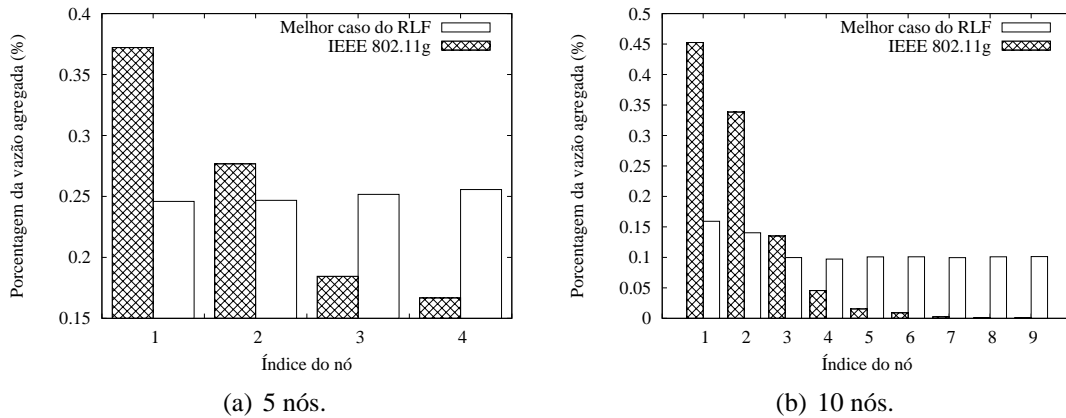 0.4
0.35
0.3
0.25
0.2
0.15
Porcentagem da vazão agregada (%)
Melhor caso do RLF
IEEE 802.11g
1 2 3 4
Índice do nó
(a) 5 nós.
0.5
0.45
0.4
0.35
0.3
0.25
0.2
0.15
0.1
0.05
0
Porcentagem da vazão agregada (%)
Melhor caso do RLF
IEEE 802.11g
1 2 3 4 5 6 7 8 9
Índice do nó
(b) 10 nós.